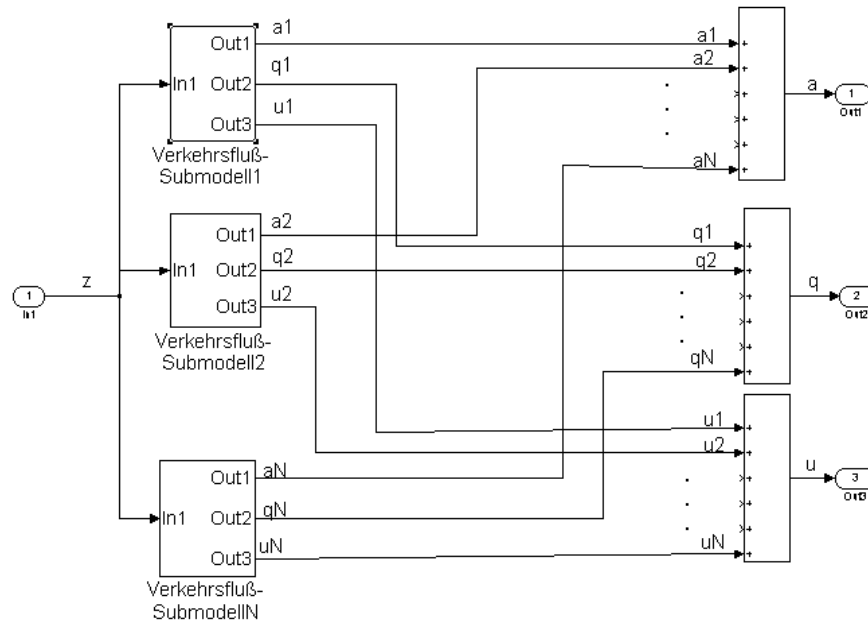 a1
Out1
a1
q1
In1
Out2
a2
u1
a
1
Out3
Out1
Verkehrsfluß-
Submodell1
aN
a2
Out1
q1
q2
In1
Out2
q2
z
q
1
2
In1
Out2
u2
Out3
Verkehrsfluß-
Submodell2
qN
u1
u2
aN
Out1
u
3
Out3
qN
In1
Out2
uN
uN
Out3
Verkehrsfluß-
SubmodellN